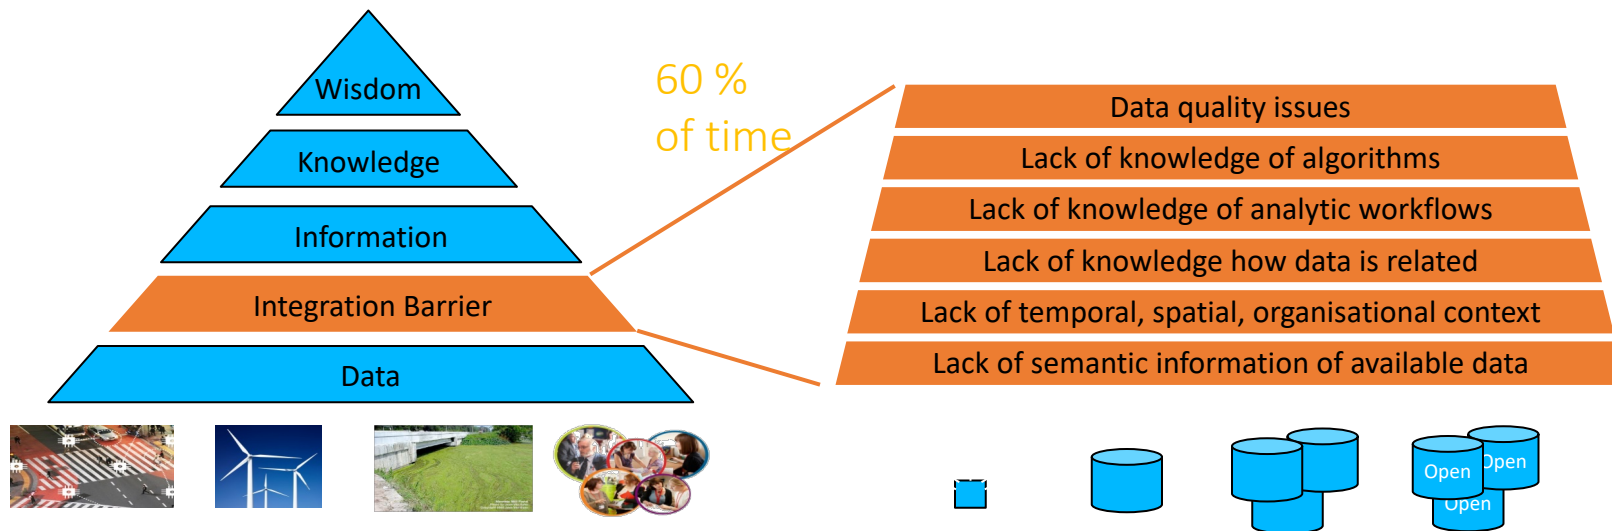 Wisdom
Knowledge
Information
Integration Barrier
Data
60 %
of time
Data quality issues
Lack of knowledge of algorithms
Lack of knowledge of analytic workflows
Lack of knowledge how data is related
Lack of temporal, spatial, organisational context
Lack of semantic information of available data
Open
Open
Open